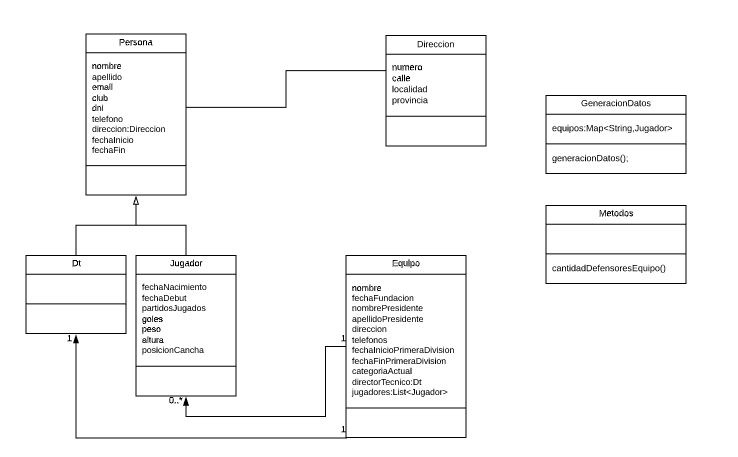 Persona
nombre
apellido
email
club
dni
telefono
direccion:Direccion
fechaInicio
fechaFin
Direccion
numero
calle
localidad
provincia
GeneracionDatos
equipos:Map<String,Jugador>
generacionDatos();
Metodos
cantidadDefensoresEquipo()
Dt
Jugador
fechaNacimiento
fechaDebut
partidosJugados
goles
peso
altura
posicionCancha
Equipo
nombre
fechaFundacion
nombrePresidente
apellidoPresidente
direccion
telefonos
fechaInicioPrimeraDivision
fechaFinPrimeraDivision
categoriaActual
directorTecnico:Dt
jugadores:List<Jugador>
1
1
0..*
1